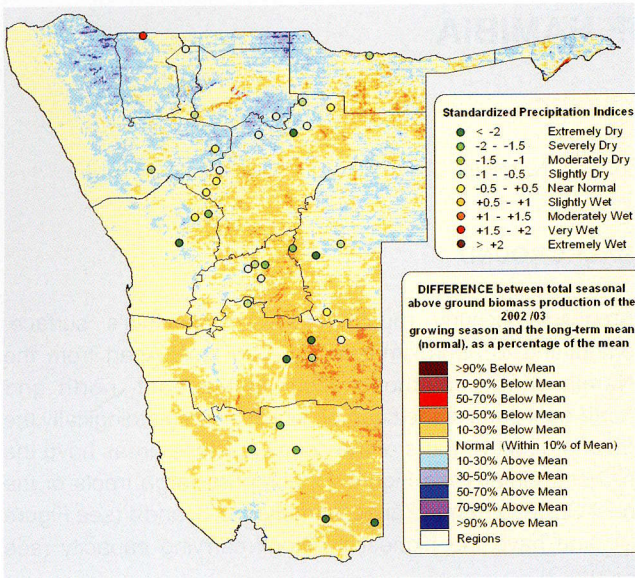 Standardized Precipitation Indices
< -2 Extremely Dry
-2 - -1.5 Severely Dry
-1.5 - -1 Moderately Dry
-1 - -0.5 Slightly Dry
-0.5 - +0.5 Near Normal
+0.5 - +1 Slightly Wet
+1 - +1.5 Moderately Wet
+1.5 - +2 Very Wet
> +2 Extremely Wet
DIFFERENCE between total seasonal
above ground biomass production of the
2002 /03
growing season and the long-term mean
(normal), as a percentage of the mean
>90% Below Mean
70-90% Below Mean
50-70% Below Mean
30-50% Below Mean
10-30% Below Mean
Normal (Within 10% of Mean)
10-30% Above Mean
30-50% Above Mean
50-70% Above Mean
70-90% Above Mean
>90% Above Mean
Regions